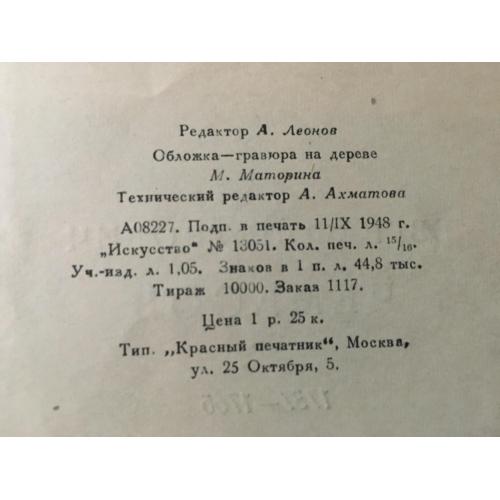 Редактор А. Леонов
Обложка—гравюра на дереве
М. Маторина
Технический редактор А. Ахматова
А08227. Подп. в печать 11/IX 1948 г.
„Искусство“ № 13051. Кол. печ. л. 15/16.
Уч.-изд. л. 1,05. Знаков в 1 п. л. 44,8 тыс.
Тираж 10000. Заказ 1117.
Цена 1 р. 25 к.
Тип. „Красный печатник“, Москва,
ул. 25 Октября, 5.